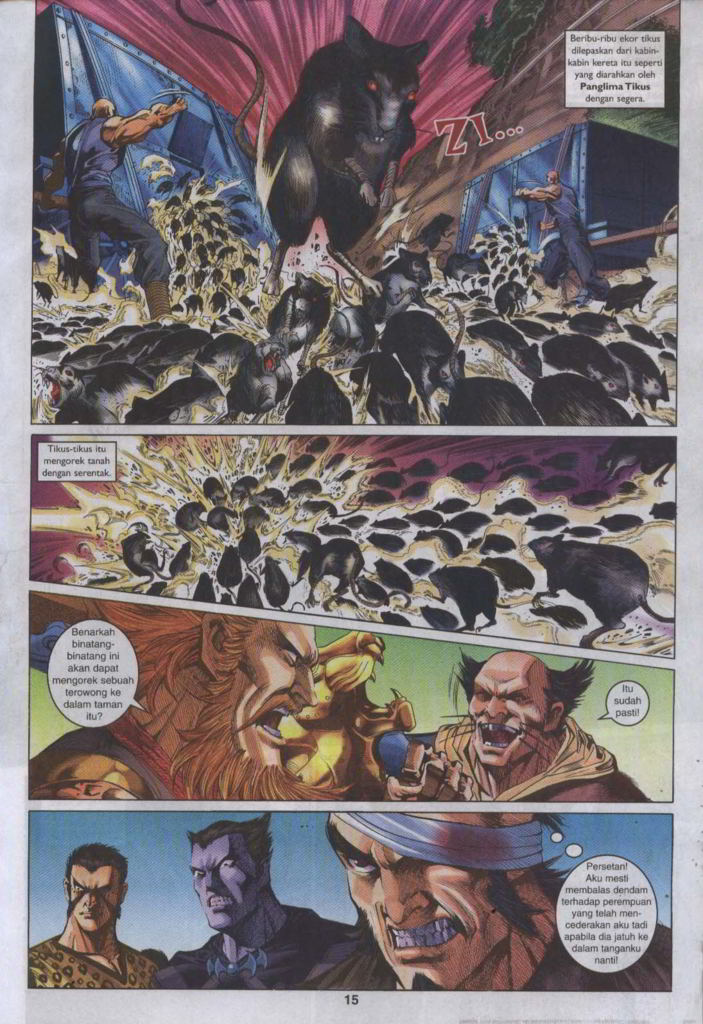 Beribu-ribu ekor tikus
dilepaskan dari kabin-
kabin kereta itu seperti
yang diarahkan oleh
Panglima Tikus
dengan segera.
ZI...
Tikus-tikus itu
mengorek tanah
dengan serentak.
Benarkah
binatang-
binatang ini
akan dapat
mengorek sebuah
terowong ke
dalam taman
itu?
Itu
sudah
pasti!
Persetan!
Aku mesti
membalas dendam
terhadap perempuan
yang telah men-
cederakan aku tadi
apabila dia jatuh ke
dalam tanganku
nanti!
15